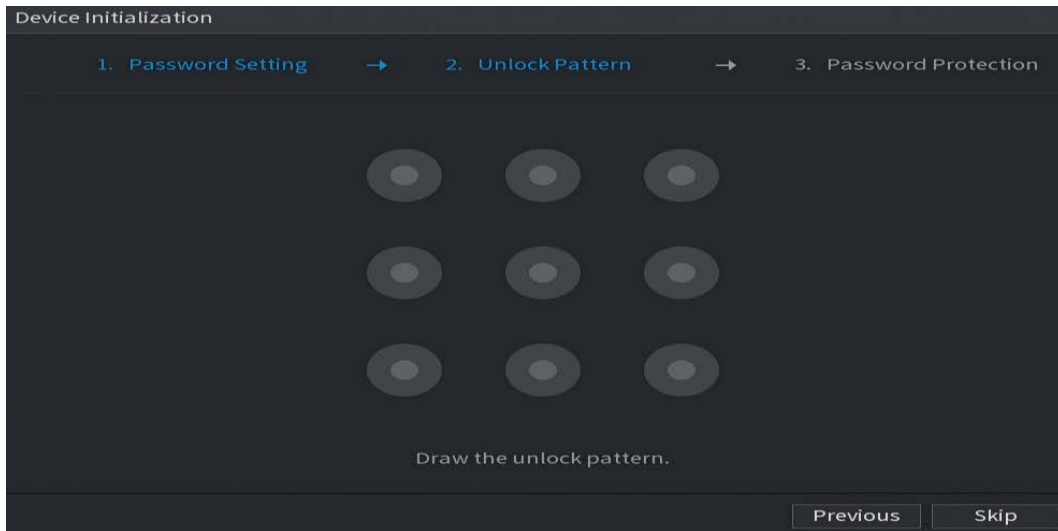 Device Initialization
1. Password Setting → 2. Unlock Pattern → 3. Password Protection
Draw the unlock pattern.
Previous Skip